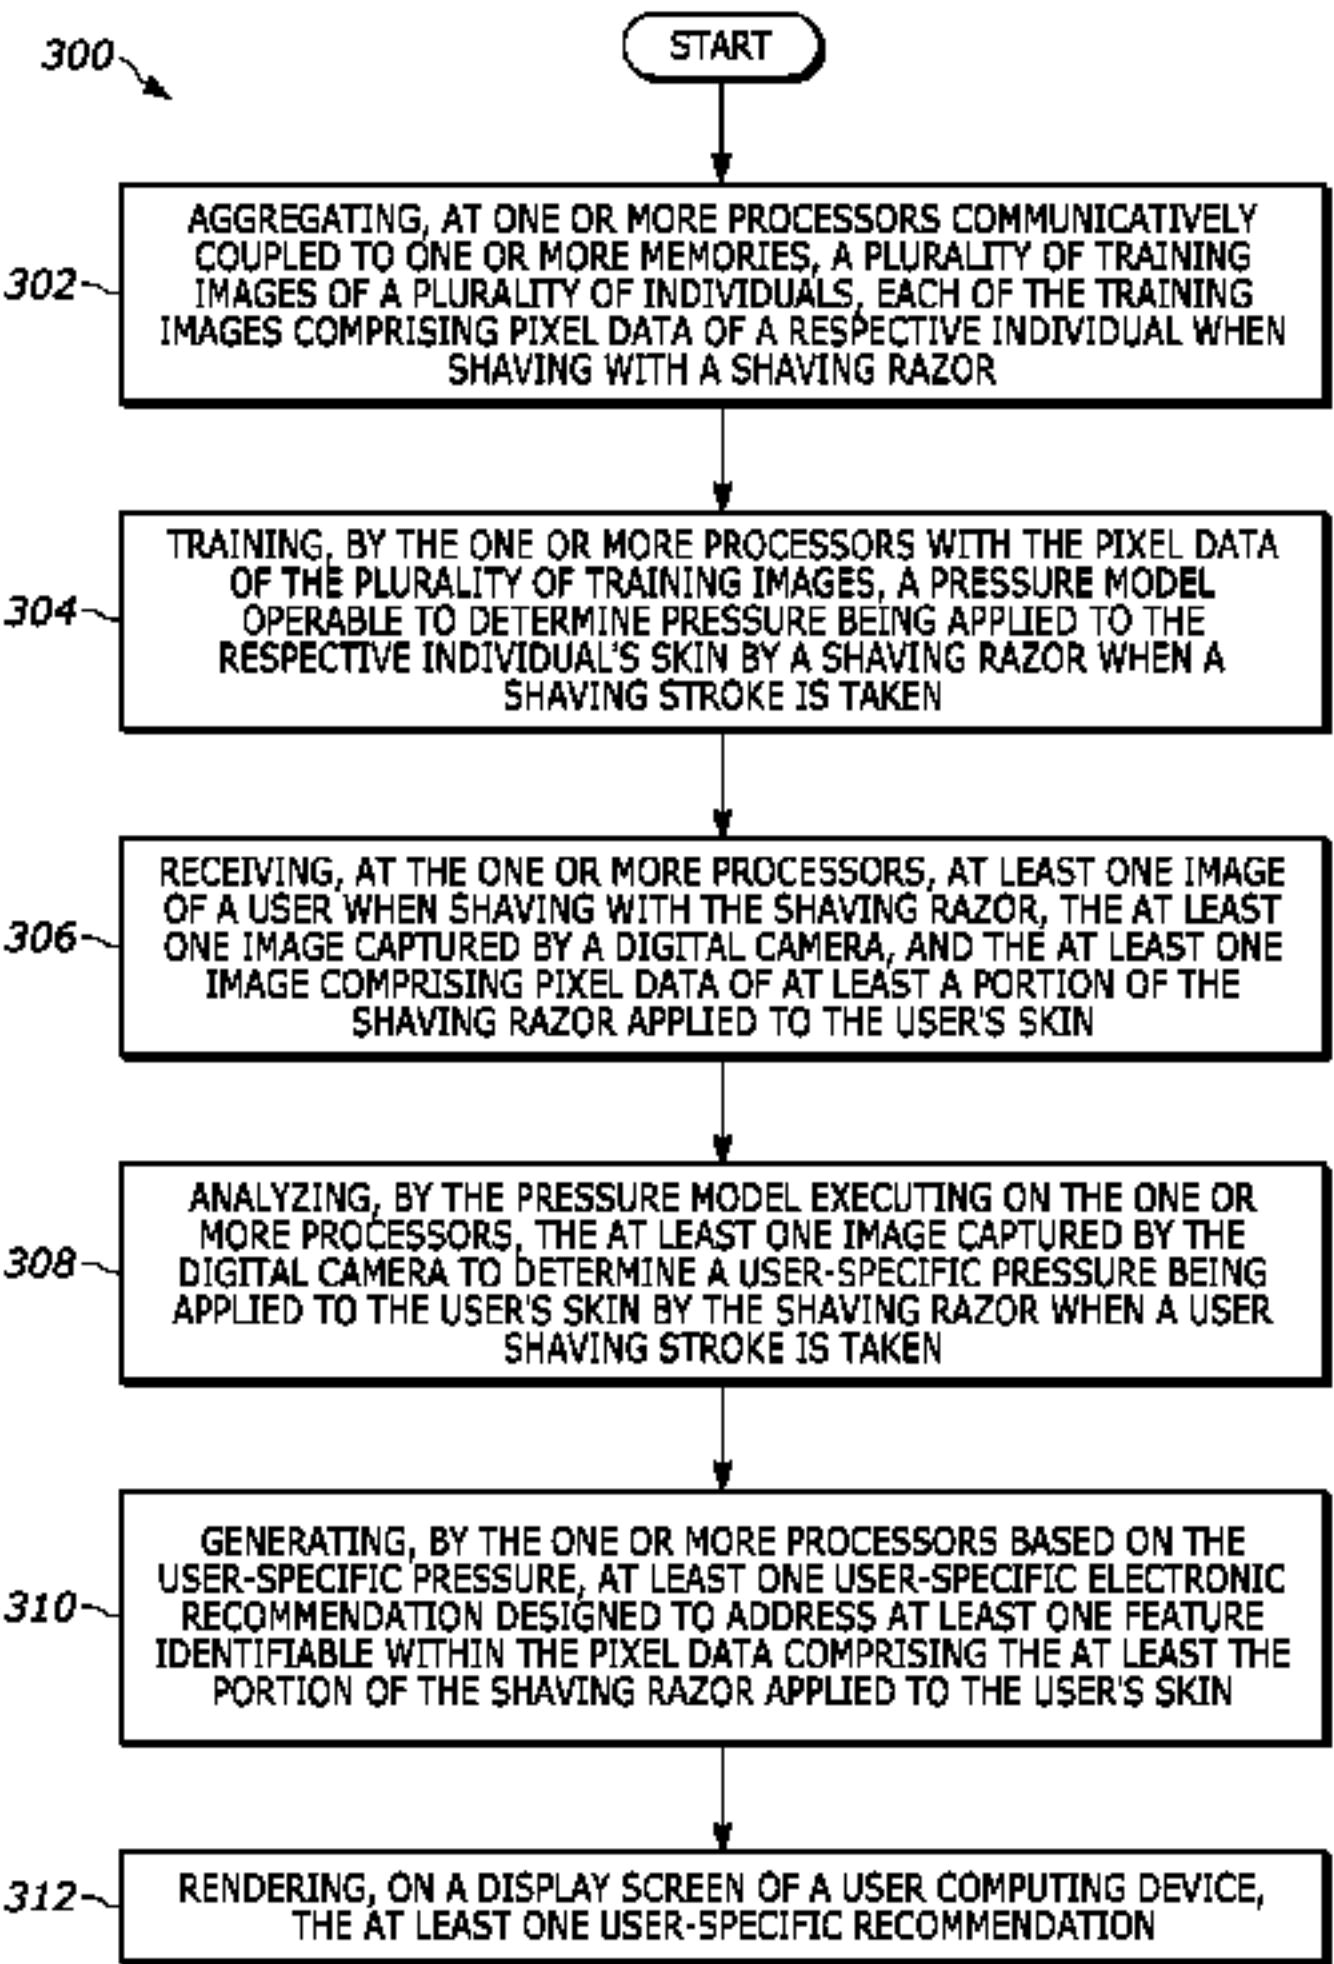 300
START
302
AGGREGATING, AT ONE OR MORE PROCESSORS COMMUNICATIVELY
COUPLED TO ONE OR MORE MEMORIES, A PLURALITY OF TRAINING
IMAGES OF A PLURALITY OF INDIVIDUALS, EACH OF THE TRAINING
IMAGES COMPRISING PIXEL DATA OF A RESPECTIVE INDIVIDUAL WHEN
SHAVING WITH A SHAVING RAZOR
304
TRAINING, BY THE ONE OR MORE PROCESSORS WITH THE PIXEL DATA
OF THE PLURALITY OF TRAINING IMAGES, A PRESSURE MODEL
OPERABLE TO DETERMINE PRESSURE BEING APPLIED TO THE
RESPECTIVE INDIVIDUAL'S SKIN BY A SHAVING RAZOR WHEN A
SHAVING STROKE IS TAKEN
306
RECEIVING, AT THE ONE OR MORE PROCESSORS, AT LEAST ONE IMAGE
OF A USER WHEN SHAVING WITH THE SHAVING RAZOR, THE AT LEAST
ONE IMAGE CAPTURED BY A DIGITAL CAMERA, AND THE AT LEAST ONE
IMAGE COMPRISING PIXEL DATA OF AT LEAST A PORTION OF THE
SHAVING RAZOR APPLIED TO THE USER'S SKIN
308
ANALYZING, BY THE PRESSURE MODEL EXECUTING ON THE ONE OR
MORE PROCESSORS, THE AT LEAST ONE IMAGE CAPTURED BY THE
DIGITAL CAMERA TO DETERMINE A USER-SPECIFIC PRESSURE BEING
APPLIED TO THE USER'S SKIN BY THE SHAVING RAZOR WHEN A USER
SHAVING STROKE IS TAKEN
310
GENERATING, BY THE ONE OR MORE PROCESSORS BASED ON THE
USER-SPECIFIC PRESSURE, AT LEAST ONE USER-SPECIFIC ELECTRONIC
RECOMMENDATION DESIGNED TO ADDRESS AT LEAST ONE FEATURE
IDENTIFIABLE WITHIN THE PIXEL DATA COMPRISING THE AT LEAST THE
PORTION OF THE SHAVING RAZOR APPLIED TO THE USER'S SKIN
312
RENDERING, ON A DISPLAY SCREEN OF A USER COMPUTING DEVICE,
THE AT LEAST ONE USER-SPECIFIC RECOMMENDATION